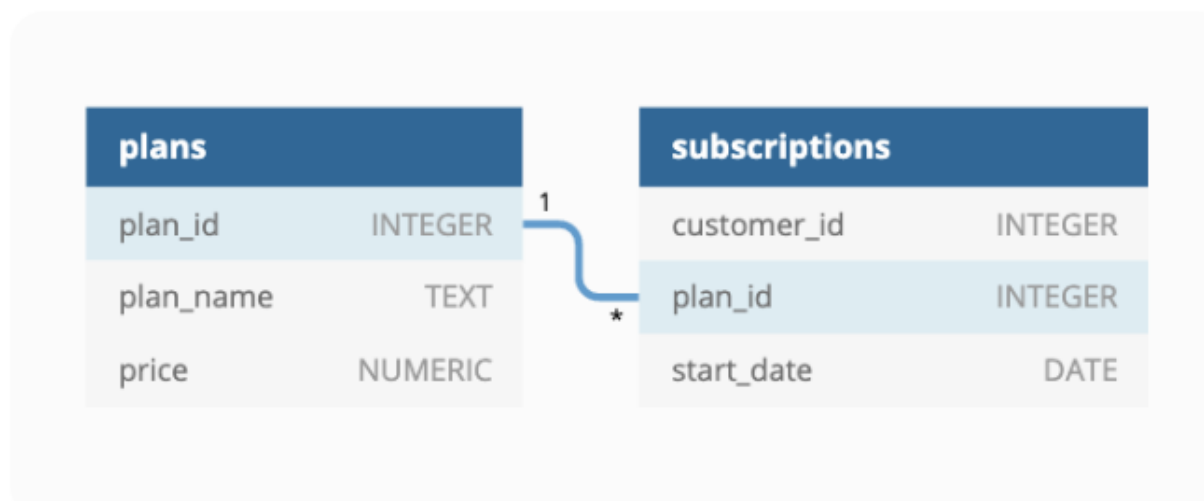 plans
plan_id INTEGER
plan_name TEXT
price NUMERIC
1
*
subscriptions
customer_id INTEGER
plan_id INTEGER
start_date DATE